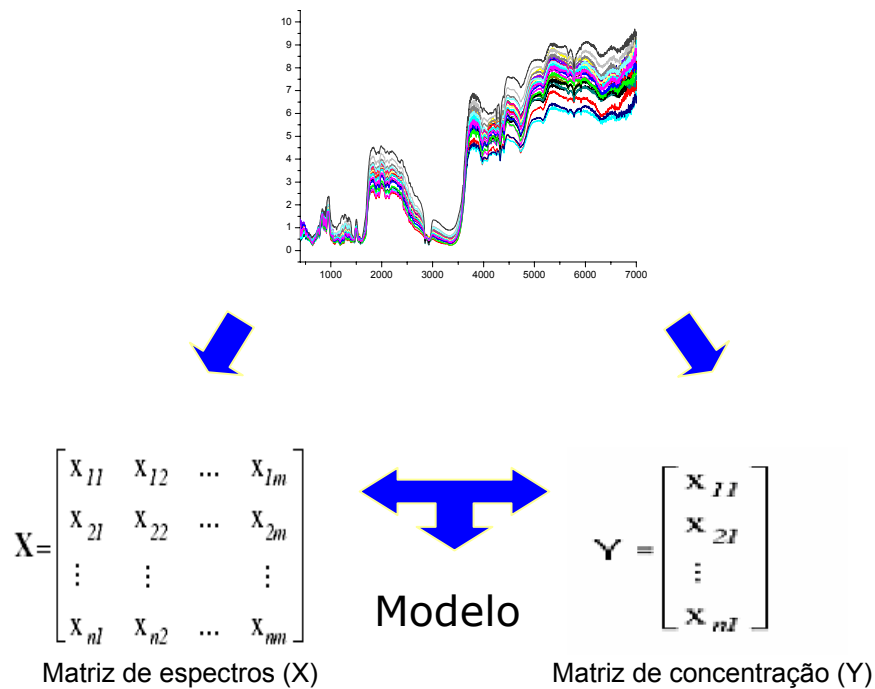 10
9
8
7
6
5
4
3
2
1
0
1000 2000 3000 4000 5000 6000 7000
X=
x11 x12 ... x1m
x21 x22 ... x2m
⋮ ⋮ ⋮
xn1 xn2 ... xnm
Modelo
Y =
x11
x21
⋮
xn1
Matriz de espectros (X)
Matriz de concentração (Y)